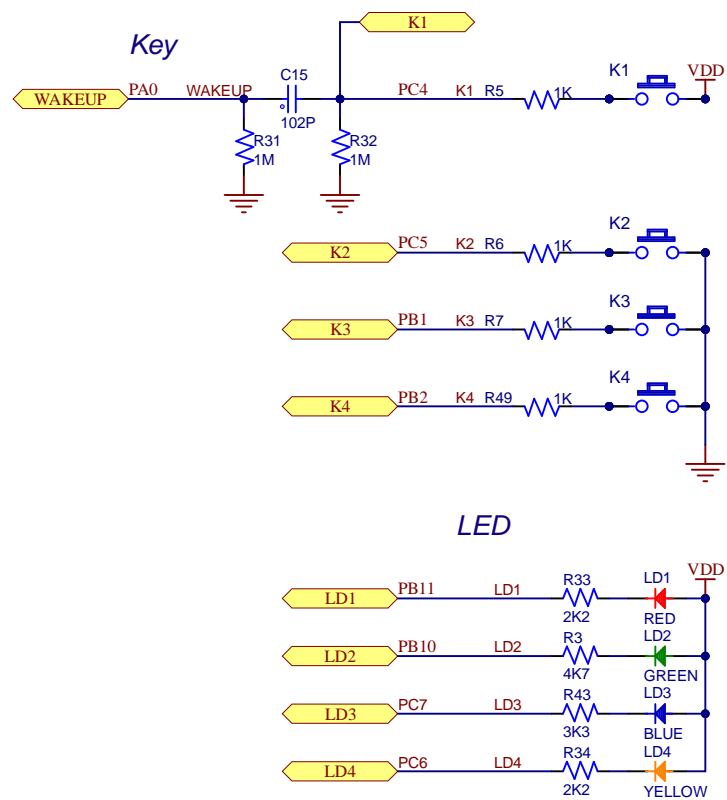 Key
K1
WAKEUP PA0 WAKEUP C15 PC4 K1 R5 1K K1 VDD
102P
R31 R32
1M 1M
K2 PC5 K2 R6 1K K2
K3 PB1 K3 R7 1K K3
K4 PB2 K4 R49 1K K4
LED
VDD
LD1 PB11 LD1 R33 LD1
2K2 RED
LD2 PB10 LD2 R3 LD2
4K7 GREEN
LD3 PC7 LD3 R43 LD3
3K3 BLUE
LD4 PC6 LD4 R34 LD4
2K2 YELLOW